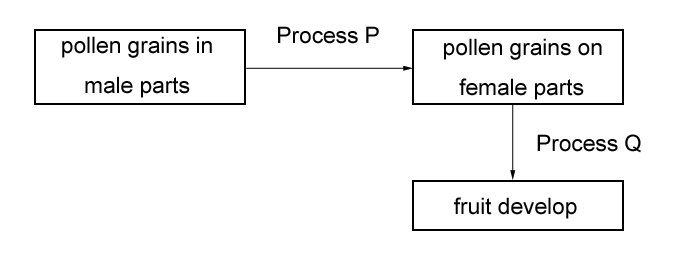 pollen grains in
male parts
Process P
pollen grains on
female parts
Process Q
fruit develop